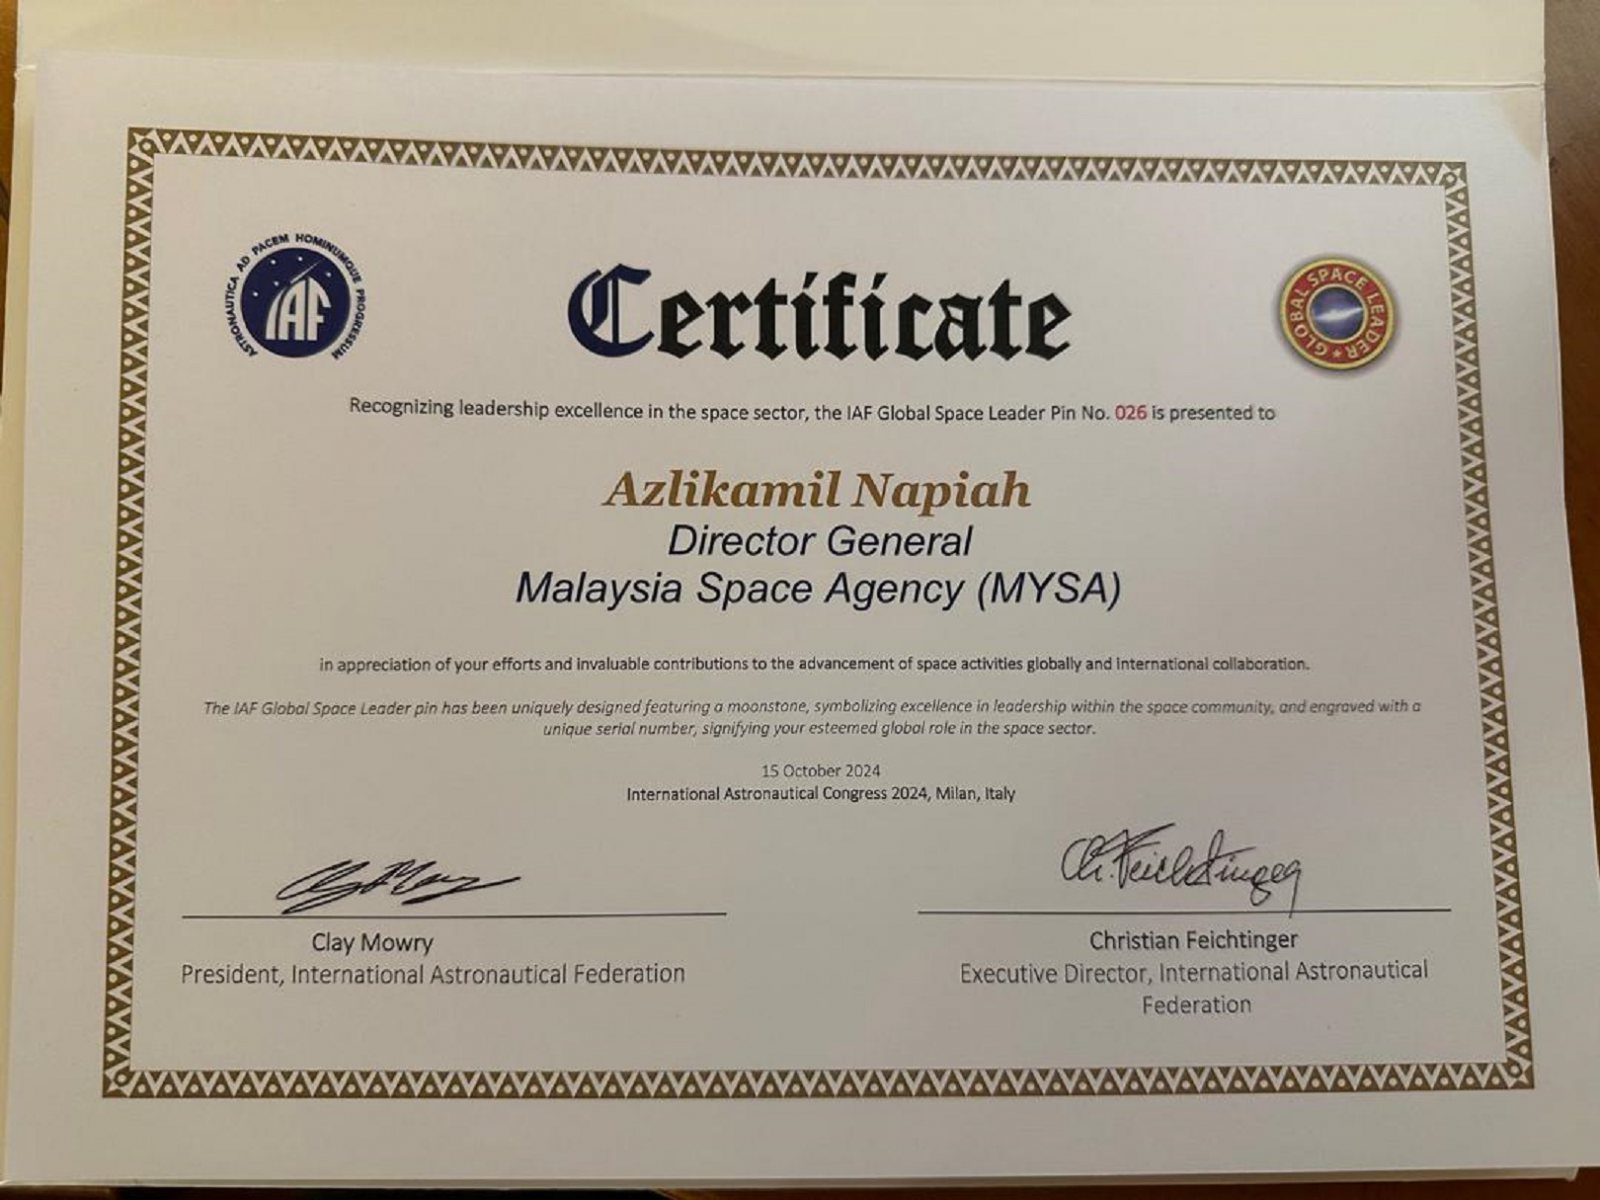 ASTRONAUTICA AD PACEM HOMINUMQUE PROGRESSUM
IAF
Certificate
GLOBAL SPACE LEADER
Recognizing leadership excellence in the space sector, the IAF Global Space Leader Pin No. 026 is presented to
Azlikamil Napiah
Director General
Malaysia Space Agency (MYSA)
in appreciation of your efforts and invaluable contributions to the advancement of space activities globally and international collaboration.
The IAF Global Space Leader pin has been uniquely designed featuring a moonstone, symbolizing excellence in leadership within the space community, and engraved with a
unique serial number, signifying your esteemed global role in the space sector.
15 October 2024
International Astronautical Congress 2024, Milan, Italy
Ch. Feichtinger
Clay Mowry
President, International Astronautical Federation
Christian Feichtinger
Executive Director, International Astronautical
Federation